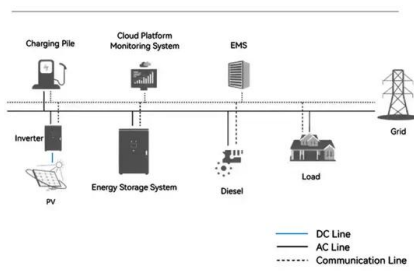 Charging Pile
Cloud Platform
Monitoring System
EMS
Grid
Inverter
PV
Energy Storage System
Diesel
Load
DC Line
AC Line
Communication Line